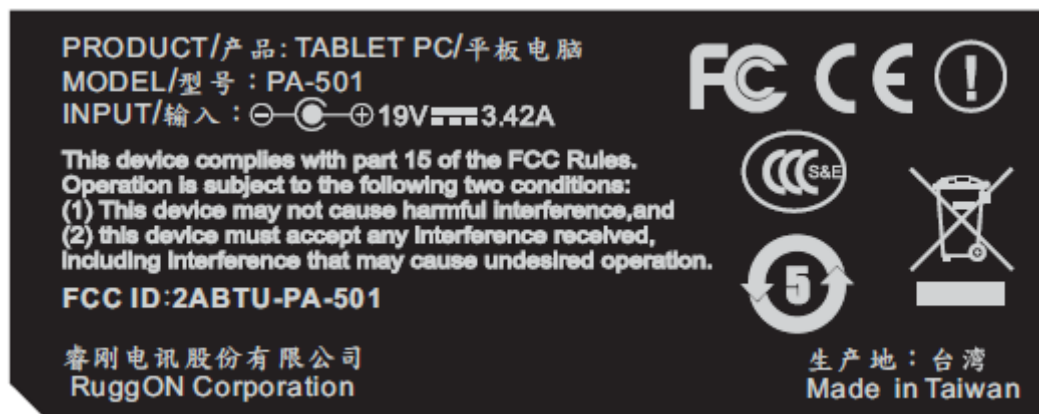 PRODUCT/产品: TABLET PC/平板电脑
MODEL/型号：PA-501
INPUT/输入：19V 3.42A
This device complies with part 15 of the FCC Rules.
Operation is subject to the following two conditions:
(1) This device may not cause harmful interference,and
(2) this device must accept any interference received,
including interference that may cause undesired operation.
FCC ID:2ABTU-PA-501
睿刚电讯股份有限公司
RuggON Corporation
FC CE !
CCC S&E
5
生产地：台湾
Made in Taiwan